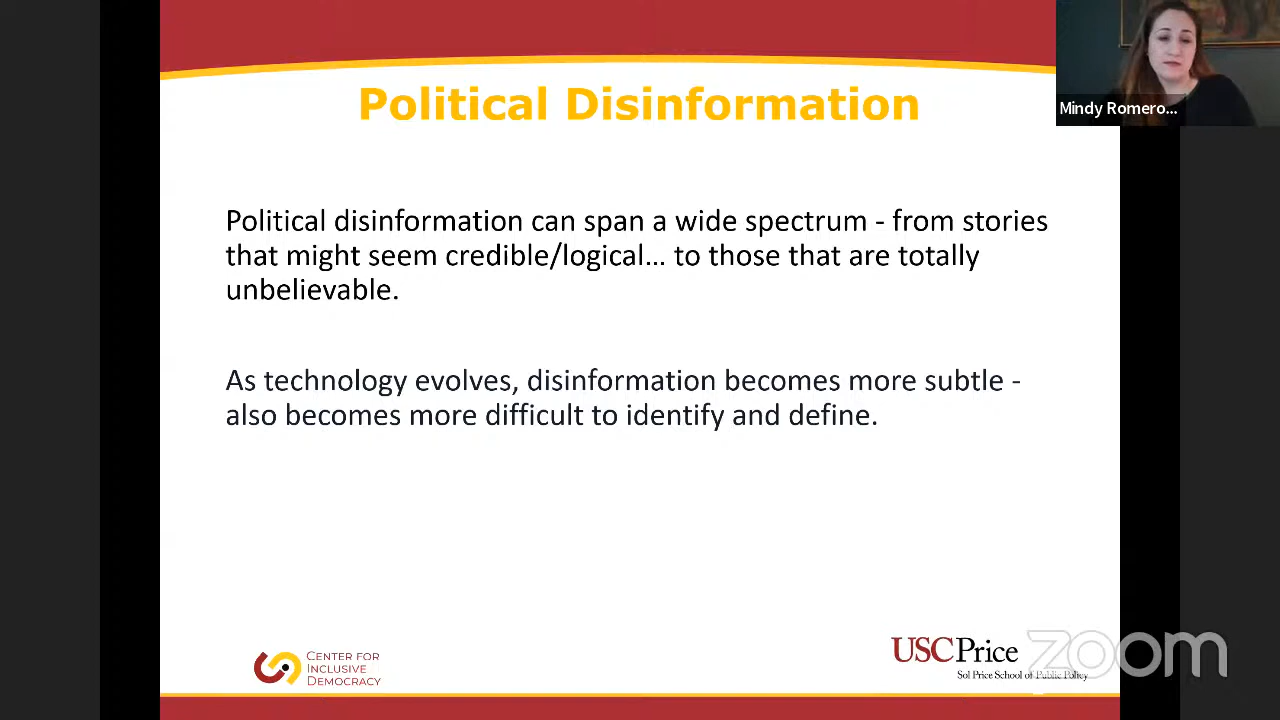 Political Disinformation
Mindy Romero...
Political disinformation can span a wide spectrum - from stories
that might seem credible/logical... to those that are totally
unbelievable.
As technology evolves, disinformation becomes more subtle -
also becomes more difficult to identify and define.
CENTER FOR
INCLUSIVE
DEMOCRACY
USCPrice
Sol Price School of Public Policy
zoom